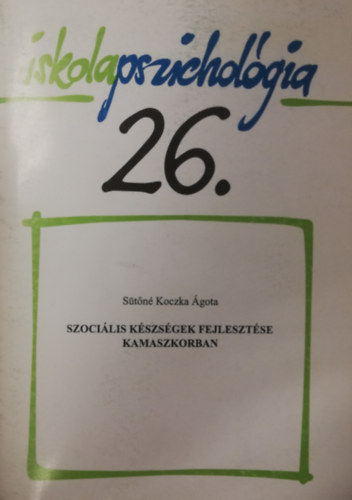 iskolapszichológia
26.
Sütőné Koczka Ágota
SZOCIÁLIS KÉSZSÉGEK FEJLESZTÉSE
KAMASZKORBAN